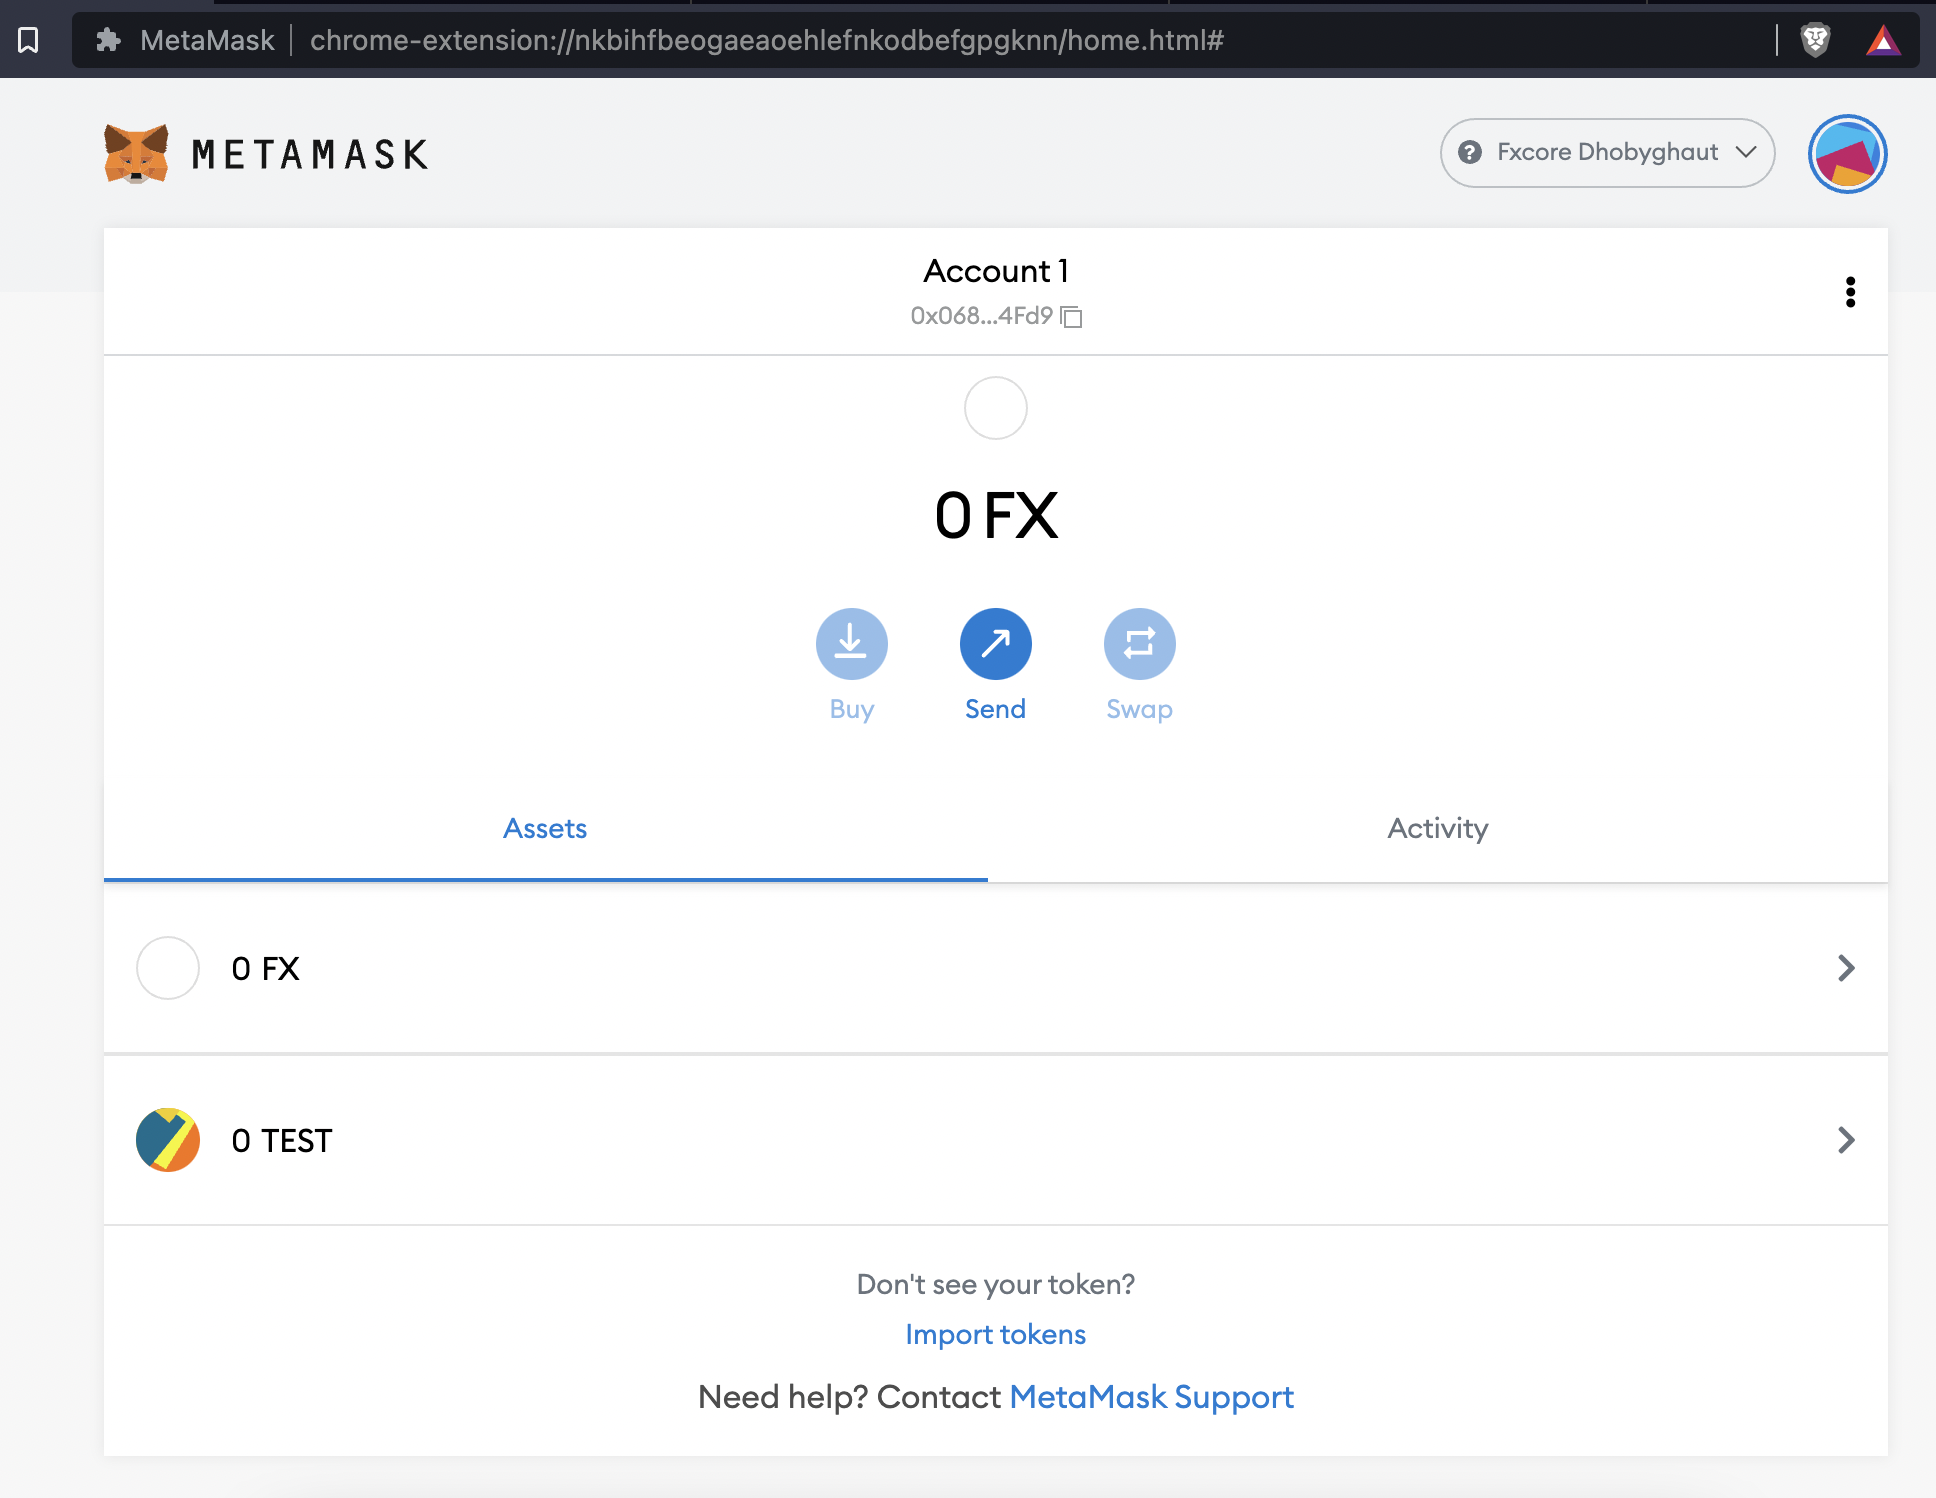 MetaMask chrome-extension://nkbihfbeogaeaoehlefnkodbefgpgknn/home.html#
METAMASK
? Fxcore Dhobyghaut
Account 1
0x068...4Fd9
0 FX
Buy Send Swap
Assets Activity
0 FX
0 TEST
Don't see your token?
Import tokens
Need help? Contact MetaMask Support